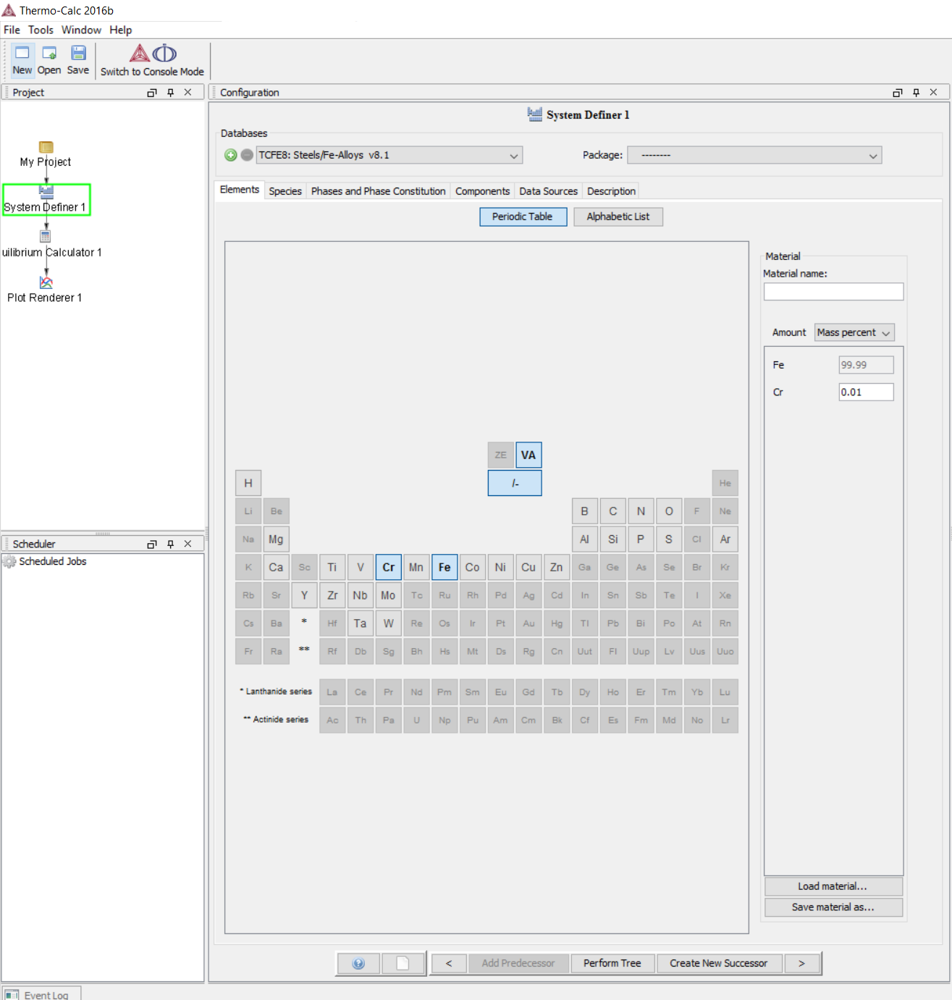 Thermo-Calc 2016b
File Tools Window Help
New Open Save Switch to Console Mode
Project
My Project
System Definer 1
uilibrium Calculator 1
Plot Renderer 1
Scheduler
Scheduled Jobs
Configuration
System Definer 1
Databases
TCFE8: Steels/Fe-Alloys v8.1 Package: --------
Elements Species Phases and Phase Constitution Components Data Sources Description
Periodic Table Alphabetic List
ZE VA
H /- He
Li Be B C N O F Ne
Na Mg Al Si P S Cl Ar
K Ca Sc Ti V Cr Mn Fe Co Ni Cu Zn Ga Ge As Se Br Kr
Rb Sr Y Zr Nb Mo Tc Ru Rh Pd Ag Cd In Sn Sb Te I Xe
Cs Ba * Hf Ta W Re Os Ir Pt Au Hg Tl Pb Bi Po At Rn
Fr Ra ** Rf Db Sg Bh Hs Mt Ds Rg Cn Uut Fl Uup Lv Uus Uuo
* Lanthanide series La Ce Pr Nd Pm Sm Eu Gd Tb Dy Ho Er Tm Yb Lu
** Actinide series Ac Th Pa U Np Pu Am Cm Bk Cf Es Fm Md No Lr
Material
Material name:
Amount Mass percent
Fe 99.99
Cr 0.01
Load material...
Save material as...
< Add Predecessor Perform Tree Create New Successor >
Event Log